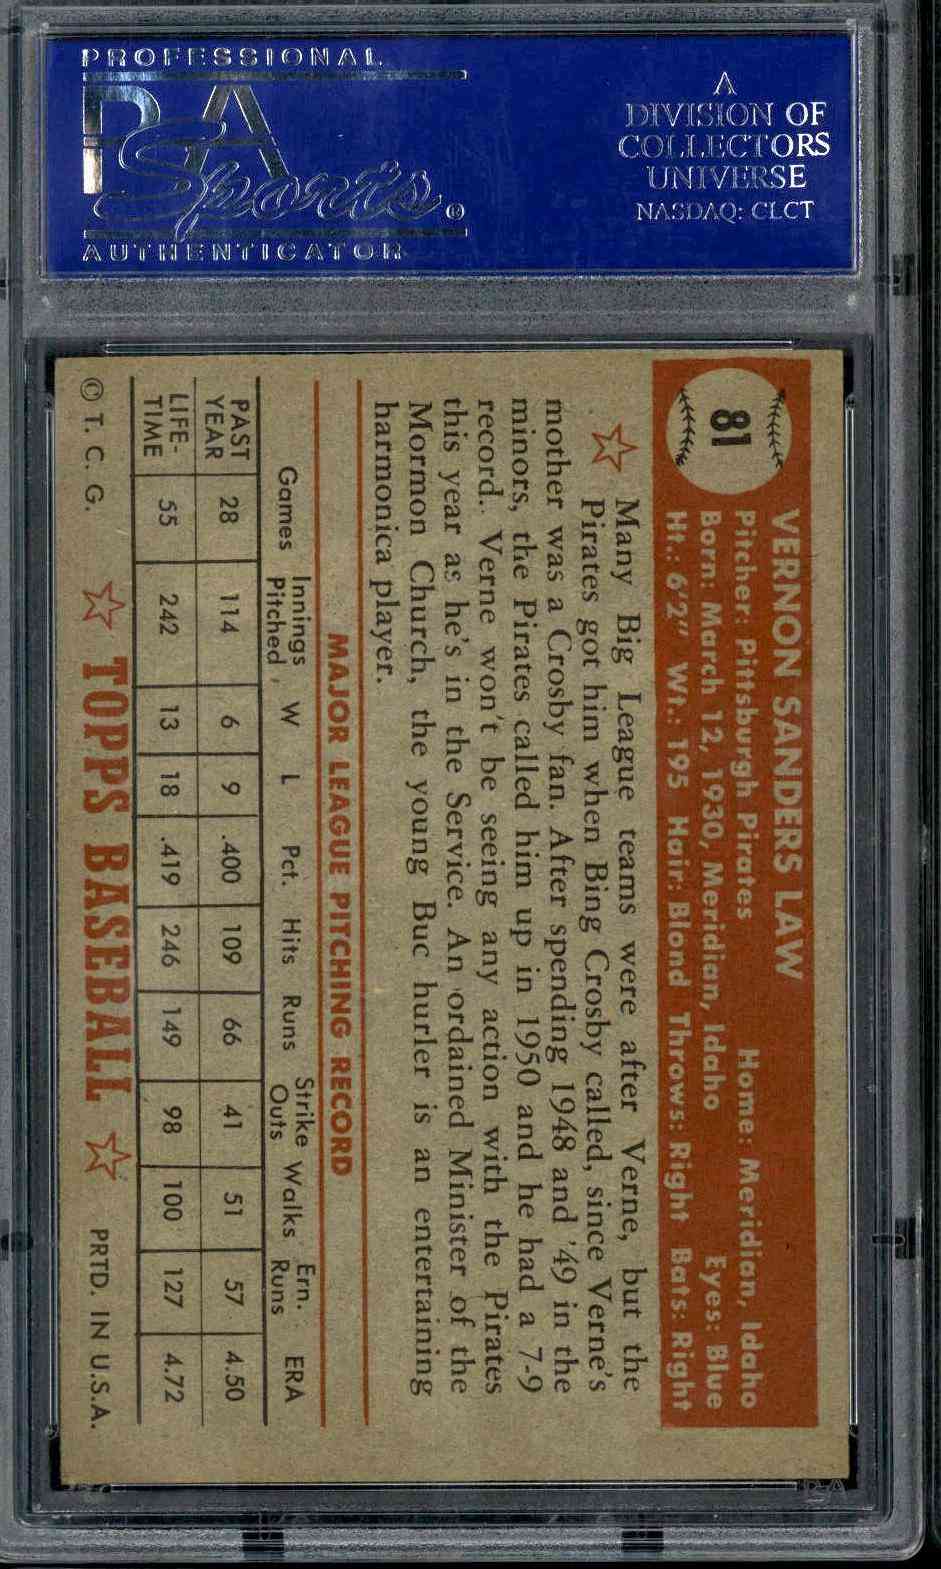 PROFESSIONAL
PSA
Sports®
AUTHENTICATOR
A
DIVISION OF
COLLECTORS
UNIVERSE
NASDAQ: CLCT
81
VERNON SANDERS LAW
Pitcher: Pittsburgh Pirates Home: Meridian, Idaho
Born: March 12, 1930, Meridian, Idaho Eyes: Blue
Ht.: 6'2" Wt.: 195 Hair: Blond Throws: Right Bats: Right
Many Big League teams were after Verne, but the
Pirates got him when Bing Crosby called, since Verne's
mother was a Crosby fan. After spending 1948 and '49 in the
minors, the Pirates called him up in 1950 and he had a 7-9
record. Verne won't be seeing any action with the Pirates
this year as he's in the Service. An ordained Minister of the
Mormon Church, the young Buc hurler is an entertaining
harmonica player.
MAJOR LEAGUE PITCHING RECORD
Games Innings Pitched W L Pct. Hits Runs Strike Outs Walks Ern. Runs ERA
PAST YEAR 28 114 6 9 .400 109 66 41 51 57 4.50
LIFE-TIME 55 242 13 18 .419 246 149 98 100 127 4.72
© T. C. G. ☆ TOPPS BASEBALL ☆ PRTD. IN U.S.A.